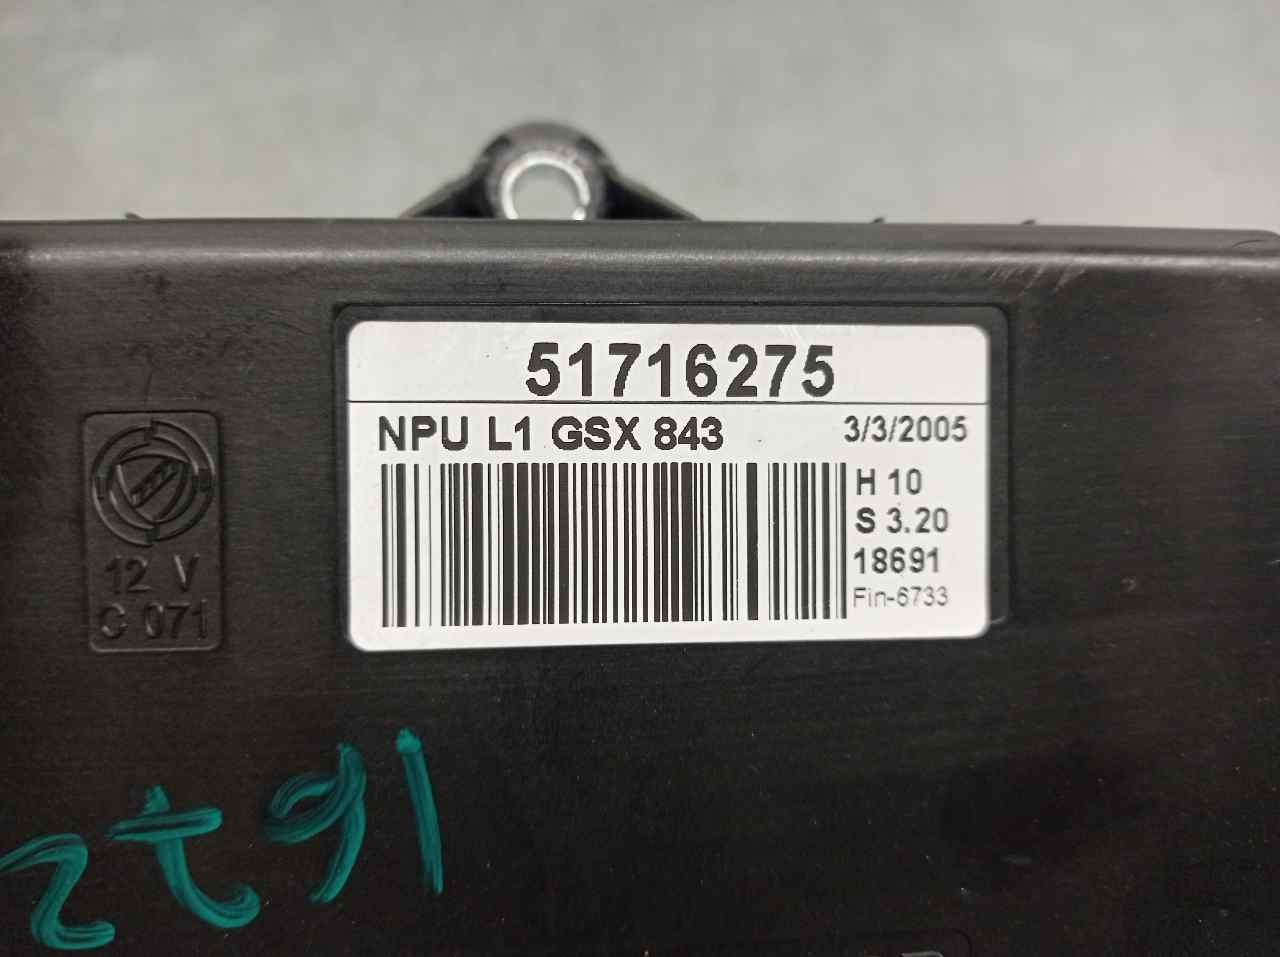 51716275
NPU L1 GSX 843
3/3/2005
H 10
S 3.20
18691
Fin-6733
12 V
C 071